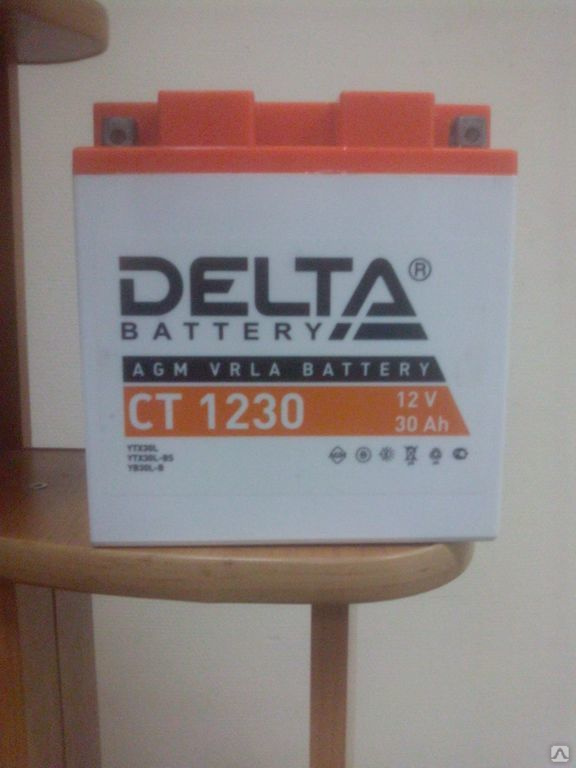 DELTA®
BATTERY
AGM VRLA BATTERY
CT 1230
12 V
30 Ah
YTX30L
YTX30L-BS
YB30L-B